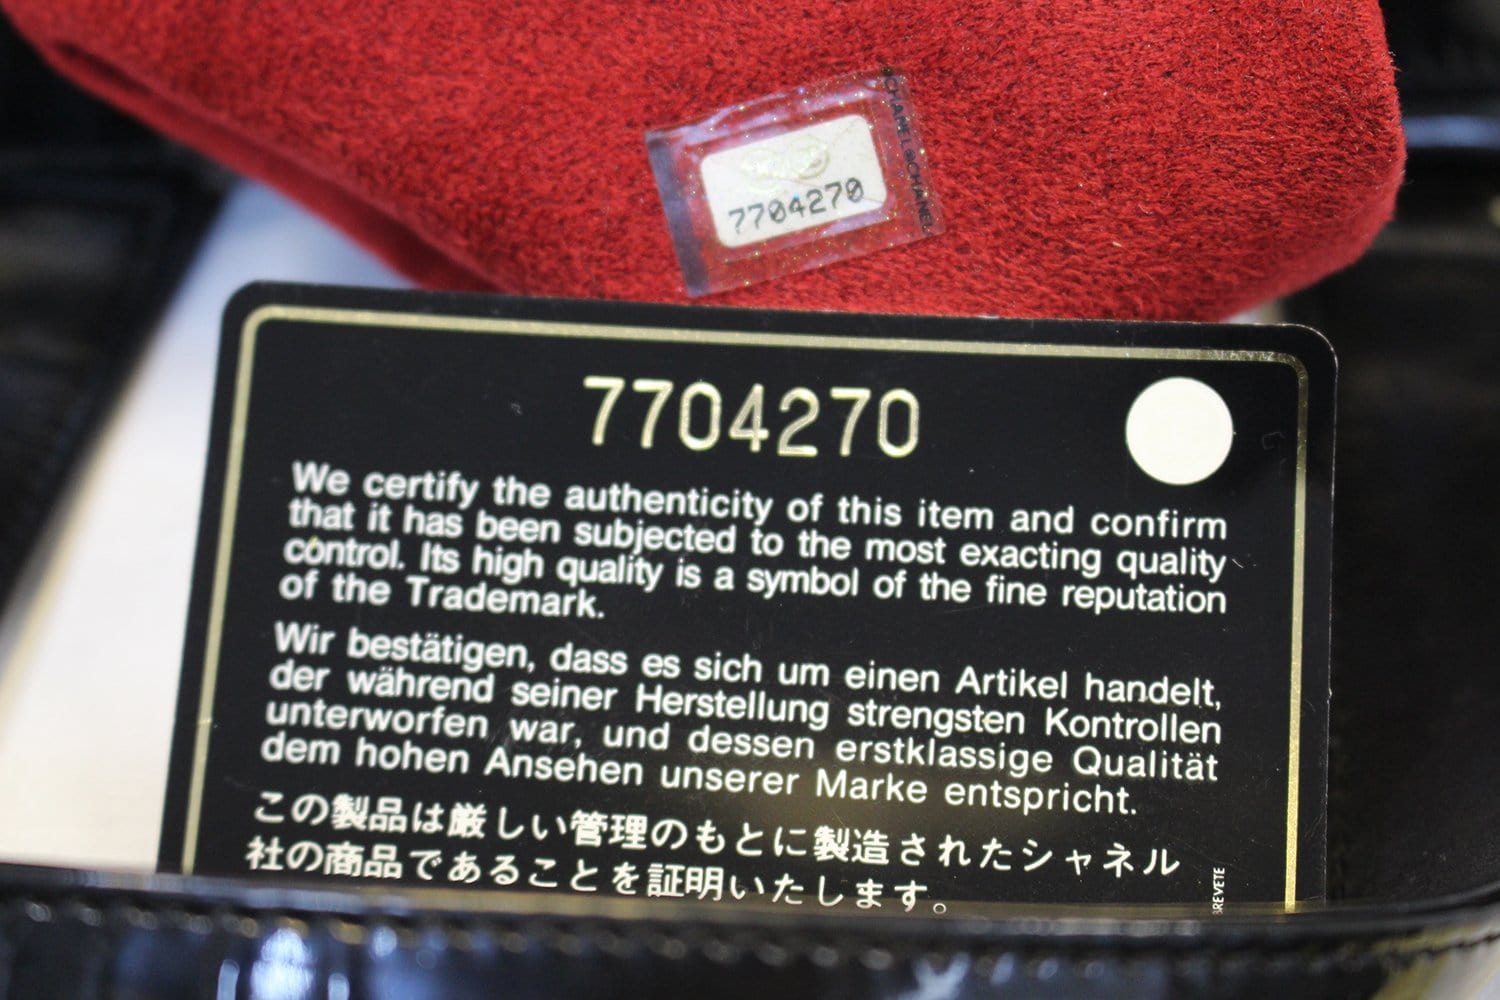 CHANEL©CHANEL
7704270
7704270
We certify the authenticity of this item and confirm
that it has been subjected to the most exacting quality
control. Its high quality is a symbol of the fine reputation
of the Trademark.
Wir bestätigen, dass es sich um einen Artikel handelt,
der während seiner Herstellung strengsten Kontrollen
unterworfen war, und dessen erstklassige Qualität
dem hohen Ansehen unserer Marke entspricht.
この製品は厳しい管理のもとに製造されたシャネル
社の商品であることを証明いたします。
BREVETE